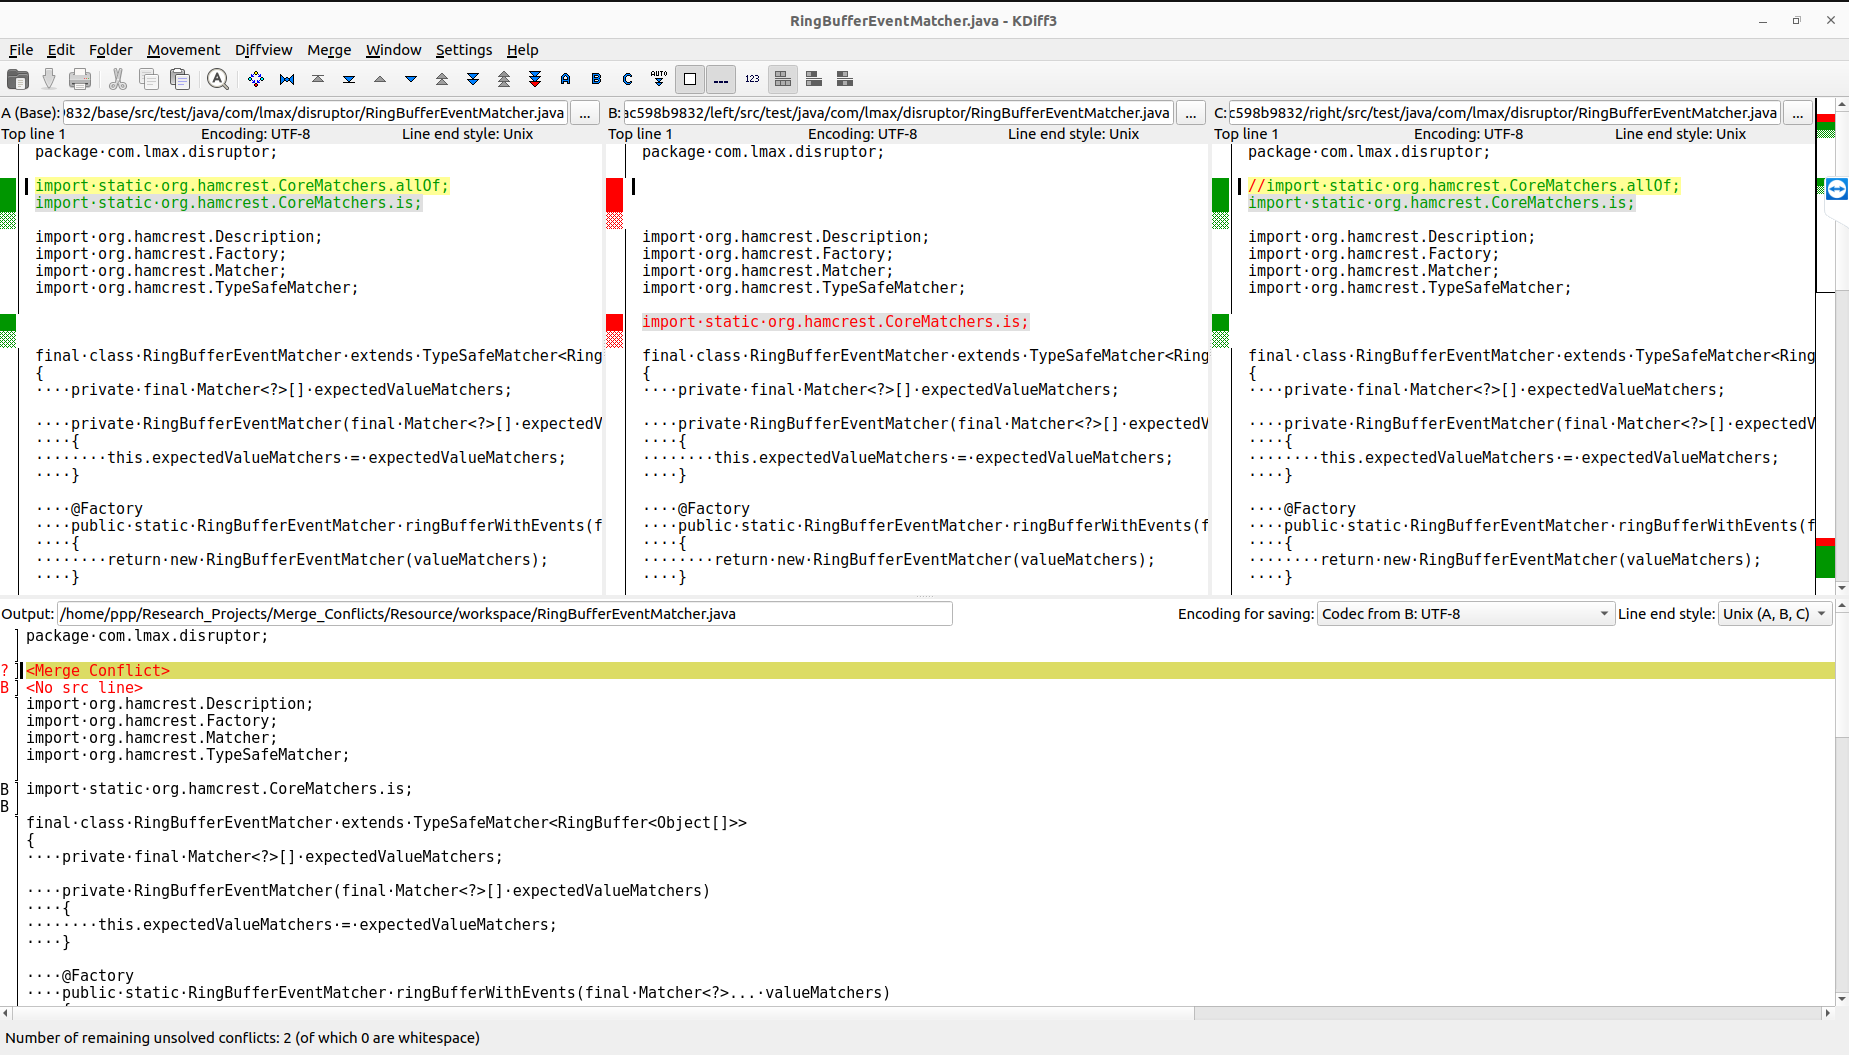 RingBufferEventMatcher.java - KDiff3
File Edit Folder Movement Diffview Merge Window Settings Help
A B C AUTO 123
A (Base): 832/base/src/test/java/com/lmax/disruptor/RingBufferEventMatcher.java ...
Top line 1 Encoding: UTF-8 Line end style: Unix
package·com.lmax.disruptor;
import·static·org.hamcrest.CoreMatchers.allOf;
import·static·org.hamcrest.CoreMatchers.is;
import·org.hamcrest.Description;
import·org.hamcrest.Factory;
import·org.hamcrest.Matcher;
import·org.hamcrest.TypeSafeMatcher;
final·class·RingBufferEventMatcher·extends·TypeSafeMatcher<Ring
{
····private·final·Matcher<?>[]·expectedValueMatchers;
····private·RingBufferEventMatcher(final·Matcher<?>[]·expectedV
····{
········this.expectedValueMatchers·=·expectedValueMatchers;
····}
····@Factory
····public·static·RingBufferEventMatcher·ringBufferWithEvents(f
····{
········return·new·RingBufferEventMatcher(valueMatchers);
····}
B: ac598b9832/left/src/test/java/com/lmax/disruptor/RingBufferEventMatcher.java ...
Top line 1 Encoding: UTF-8 Line end style: Unix
package·com.lmax.disruptor;
import·org.hamcrest.Description;
import·org.hamcrest.Factory;
import·org.hamcrest.Matcher;
import·org.hamcrest.TypeSafeMatcher;
import·static·org.hamcrest.CoreMatchers.is;
final·class·RingBufferEventMatcher·extends·TypeSafeMatcher<Ring
{
····private·final·Matcher<?>[]·expectedValueMatchers;
····private·RingBufferEventMatcher(final·Matcher<?>[]·expectedV
····{
········this.expectedValueMatchers·=·expectedValueMatchers;
····}
····@Factory
····public·static·RingBufferEventMatcher·ringBufferWithEvents(f
····{
········return·new·RingBufferEventMatcher(valueMatchers);
····}
C: c598b9832/right/src/test/java/com/lmax/disruptor/RingBufferEventMatcher.java ...
Top line 1 Encoding: UTF-8 Line end style: Unix
package·com.lmax.disruptor;
//import·static·org.hamcrest.CoreMatchers.allOf;
import·static·org.hamcrest.CoreMatchers.is;
import·org.hamcrest.Description;
import·org.hamcrest.Factory;
import·org.hamcrest.Matcher;
import·org.hamcrest.TypeSafeMatcher;
final·class·RingBufferEventMatcher·extends·TypeSafeMatcher<Ring
{
····private·final·Matcher<?>[]·expectedValueMatchers;
····private·RingBufferEventMatcher(final·Matcher<?>[]·expectedV
····{
········this.expectedValueMatchers·=·expectedValueMatchers;
····}
····@Factory
····public·static·RingBufferEventMatcher·ringBufferWithEvents(f
····{
········return·new·RingBufferEventMatcher(valueMatchers);
····}
Output: /home/ppp/Research_Projects/Merge_Conflicts/Resource/workspace/RingBufferEventMatcher.java Encoding for saving: Codec from B: UTF-8 Line end style: Unix (A, B, C)
package·com.lmax.disruptor;
? <Merge Conflict>
B <No src line>
import·org.hamcrest.Description;
import·org.hamcrest.Factory;
import·org.hamcrest.Matcher;
import·org.hamcrest.TypeSafeMatcher;
B import·static·org.hamcrest.CoreMatchers.is;
B
final·class·RingBufferEventMatcher·extends·TypeSafeMatcher<RingBuffer<Object[]>>
{
····private·final·Matcher<?>[]·expectedValueMatchers;
····private·RingBufferEventMatcher(final·Matcher<?>[]·expectedValueMatchers)
····{
········this.expectedValueMatchers·=·expectedValueMatchers;
····}
····@Factory
····public·static·RingBufferEventMatcher·ringBufferWithEvents(final·Matcher<?>...·valueMatchers)
Number of remaining unsolved conflicts: 2 (of which 0 are whitespace)